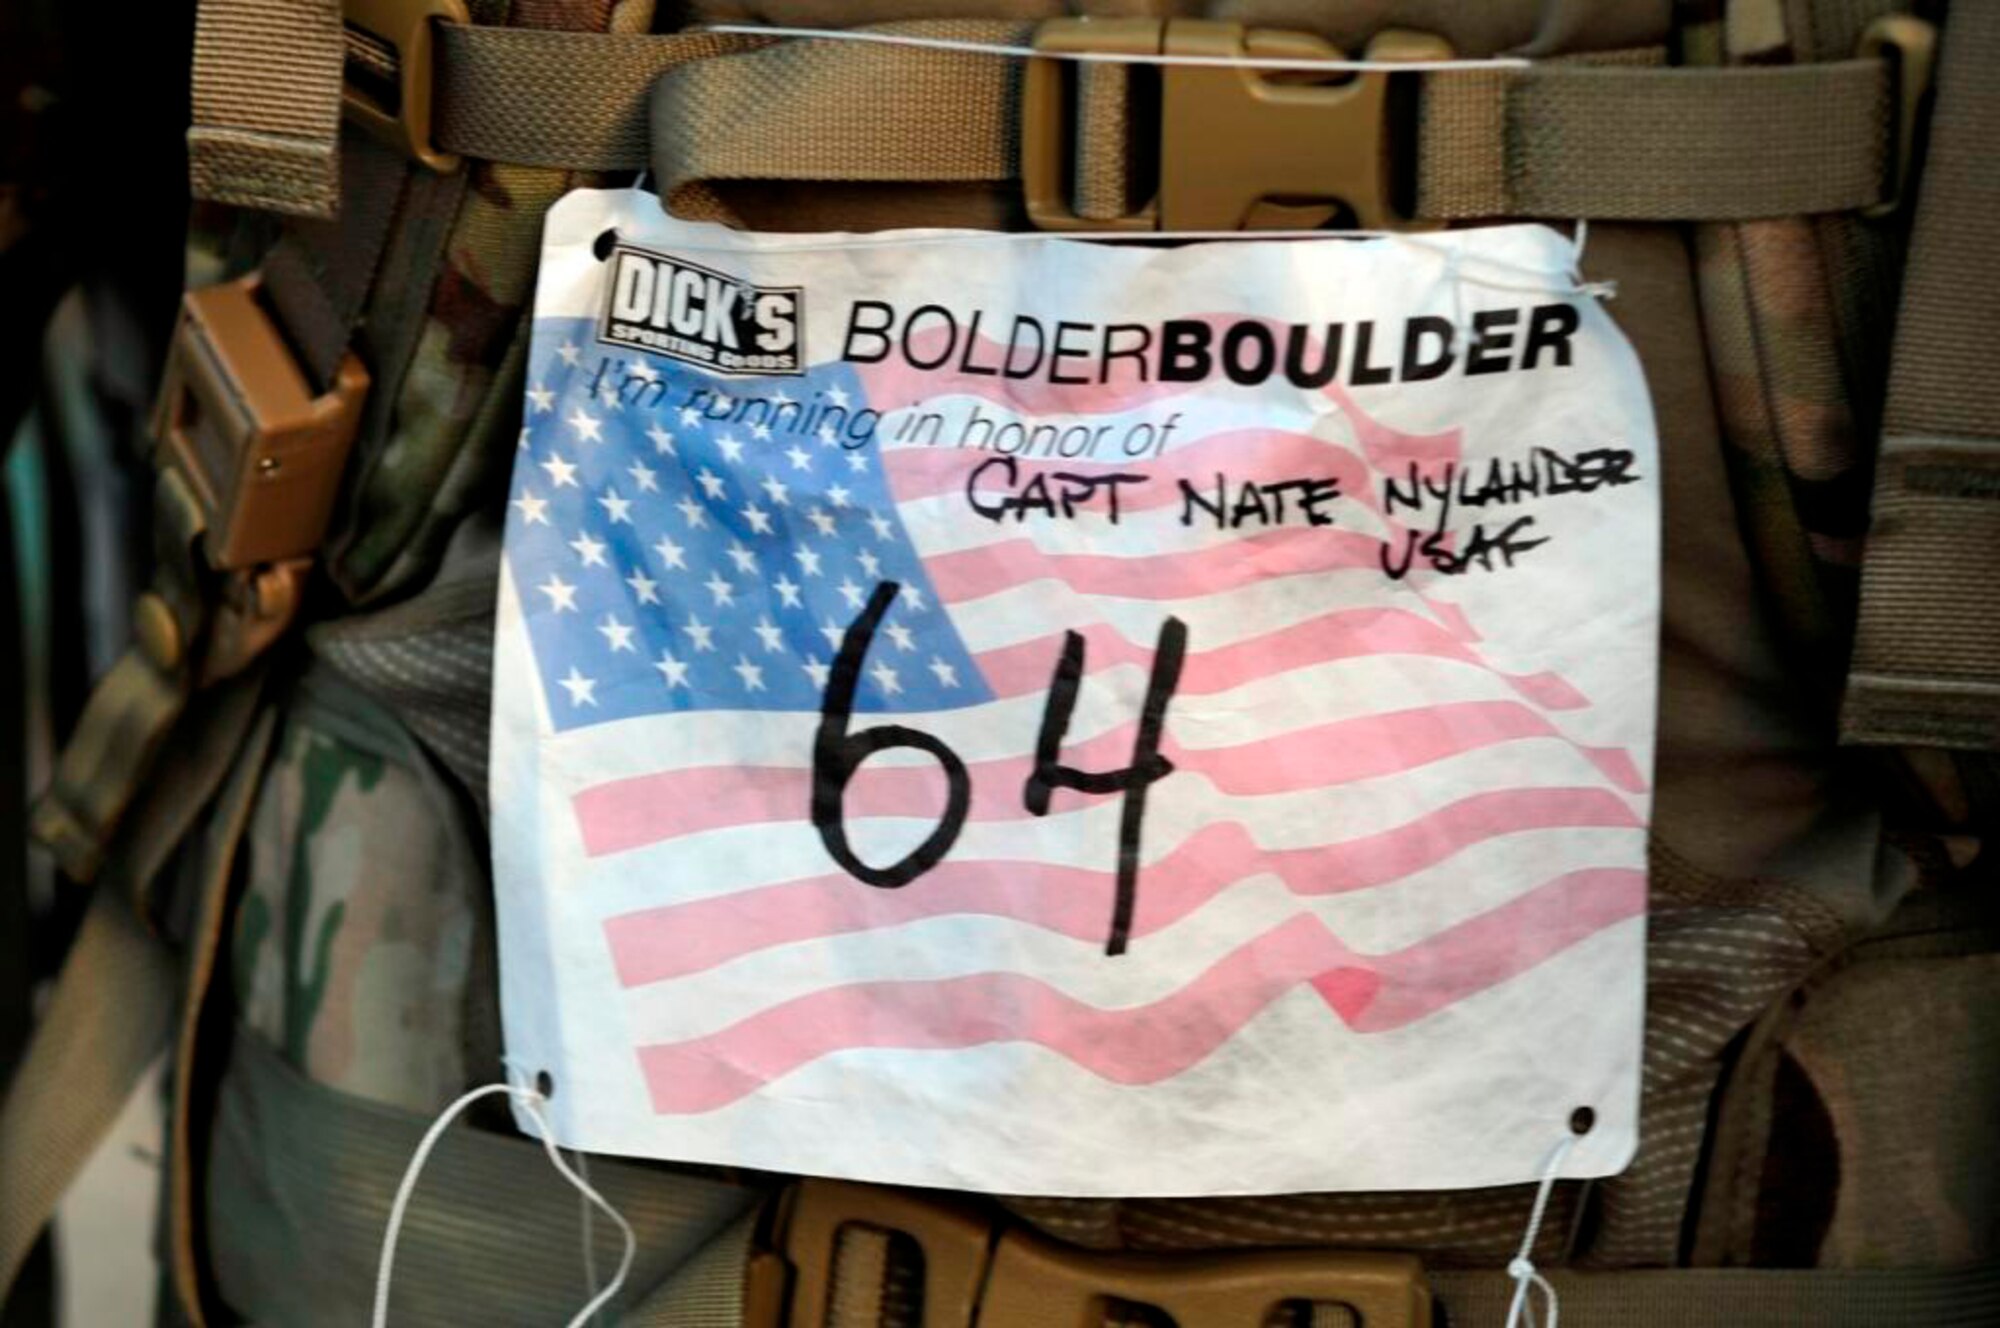 DICK'S
SPORTING GOODS
BOLDERBOULDER
I'm running in honor of
CAPT NATE NYLANDER
USAF
64